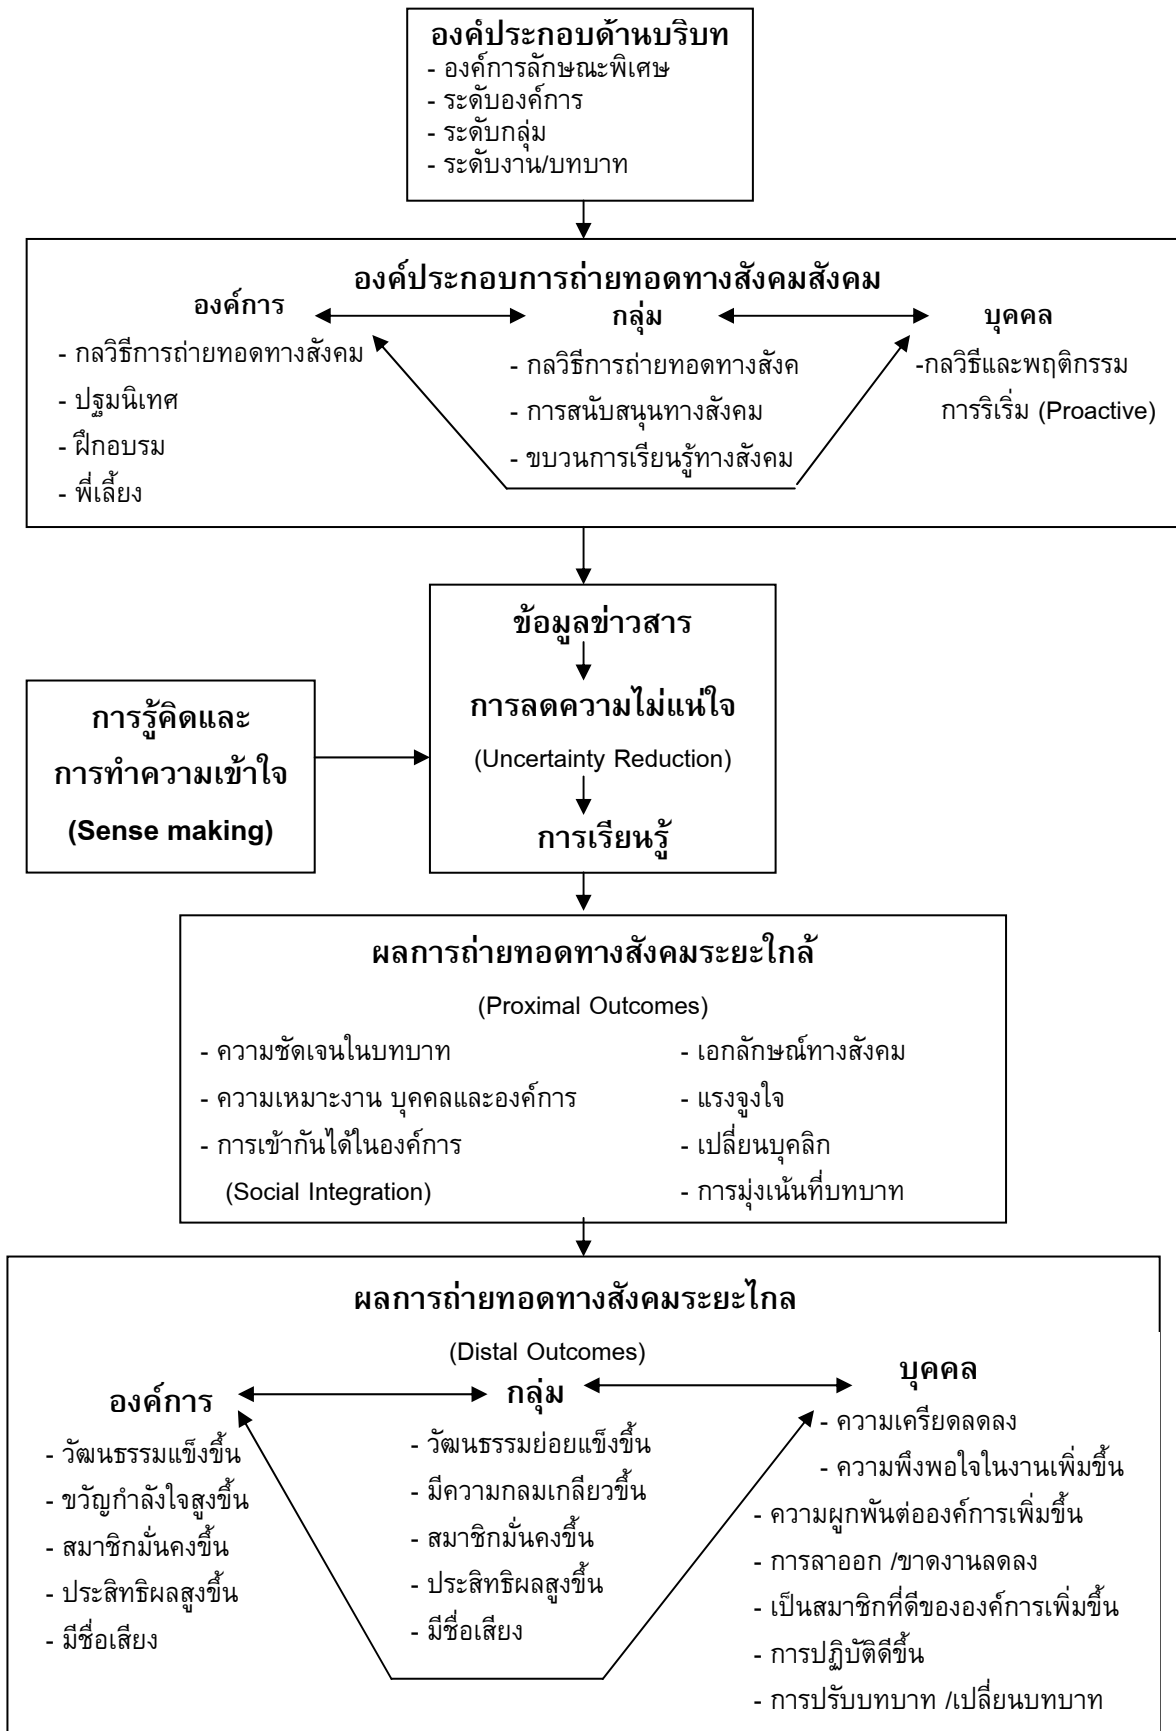 องค์ประกอบด้านบริบท
- องค์การลักษณะพิเศษ
- ระดับองค์การ
- ระดับกลุ่ม
- ระดับงาน/บทบาท
องค์ประกอบการถ่ายทอดทางสังคมสังคม
องค์การ
- กลวิธีการถ่ายทอดทางสังคม
- ปฐมนิเทศ
- ฝึกอบรม
- พี่เลี้ยง
กลุ่ม
- กลวิธีการถ่ายทอดทางสังค
- การสนับสนุนทางสังคม
- ขบวนการเรียนรู้ทางสังคม
บุคคล
-กลวิธีและพฤติกรรม
การริเริ่ม (Proactive)
ข้อมูลข่าวสาร
การลดความไม่แน่ใจ
(Uncertainty Reduction)
การเรียนรู้
การรู้คิดและ
การทำความเข้าใจ
(Sense making)
ผลการถ่ายทอดทางสังคมระยะใกล้
(Proximal Outcomes)
- ความชัดเจนในบทบาท
- ความเหมาะงาน บุคคลและองค์การ
- การเข้ากันได้ในองค์การ
(Social Integration)
- เอกลักษณ์ทางสังคม
- แรงจูงใจ
- เปลี่ยนบุคลิก
- การมุ่งเน้นที่บทบาท
ผลการถ่ายทอดทางสังคมระยะไกล
(Distal Outcomes)
องค์การ
- วัฒนธรรมแข็งขึ้น
- ขวัญกำลังใจสูงขึ้น
- สมาชิกมั่นคงขึ้น
- ประสิทธิผลสูงขึ้น
- มีชื่อเสียง
กลุ่ม
- วัฒนธรรมย่อยแข็งขึ้น
- มีความกลมเกลียวขึ้น
- สมาชิกมั่นคงขึ้น
- ประสิทธิผลสูงขึ้น
- มีชื่อเสียง
บุคคล
- ความเครียดลดลง
- ความพึงพอใจในงานเพิ่มขึ้น
- ความผูกพันต่อองค์การเพิ่มขึ้น
- การลาออก /ขาดงานลดลง
- เป็นสมาชิกที่ดีขององค์การเพิ่มขึ้น
- การปฏิบัติดีขึ้น
- การปรับบทบาท /เปลี่ยนบทบาท